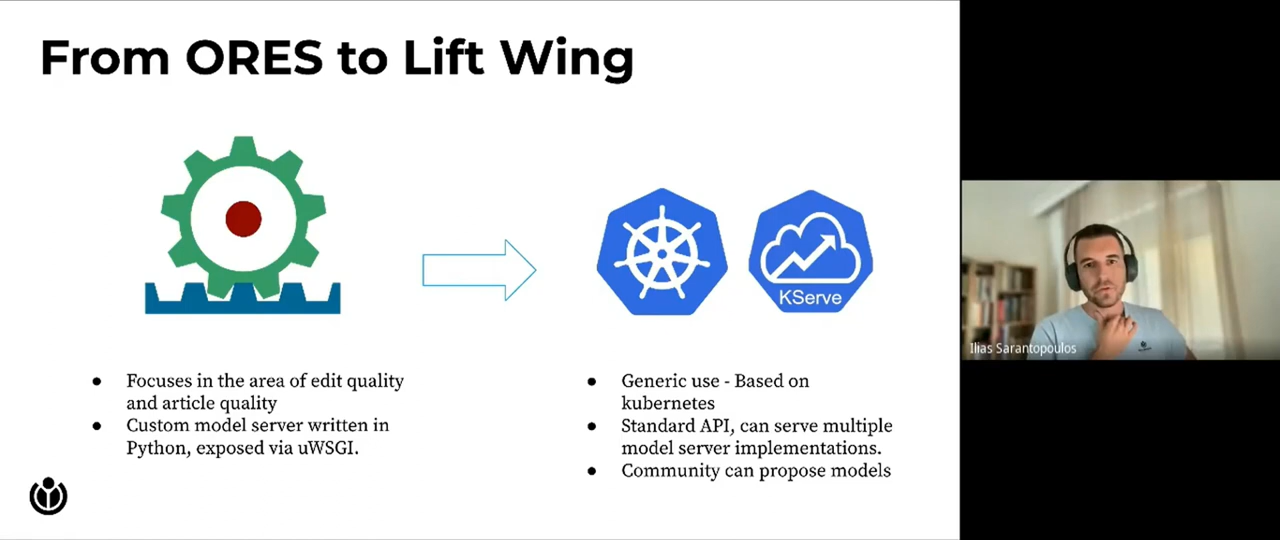 From ORES to Lift Wing
KServe
• Focuses in the area of edit quality
and article quality
• Custom model server written in
Python, exposed via uWSGI.
• Generic use - Based on
kubernetes
• Standard API, can serve multiple
model server implementations.
• Community can propose models
Ilias Sarantopoulos